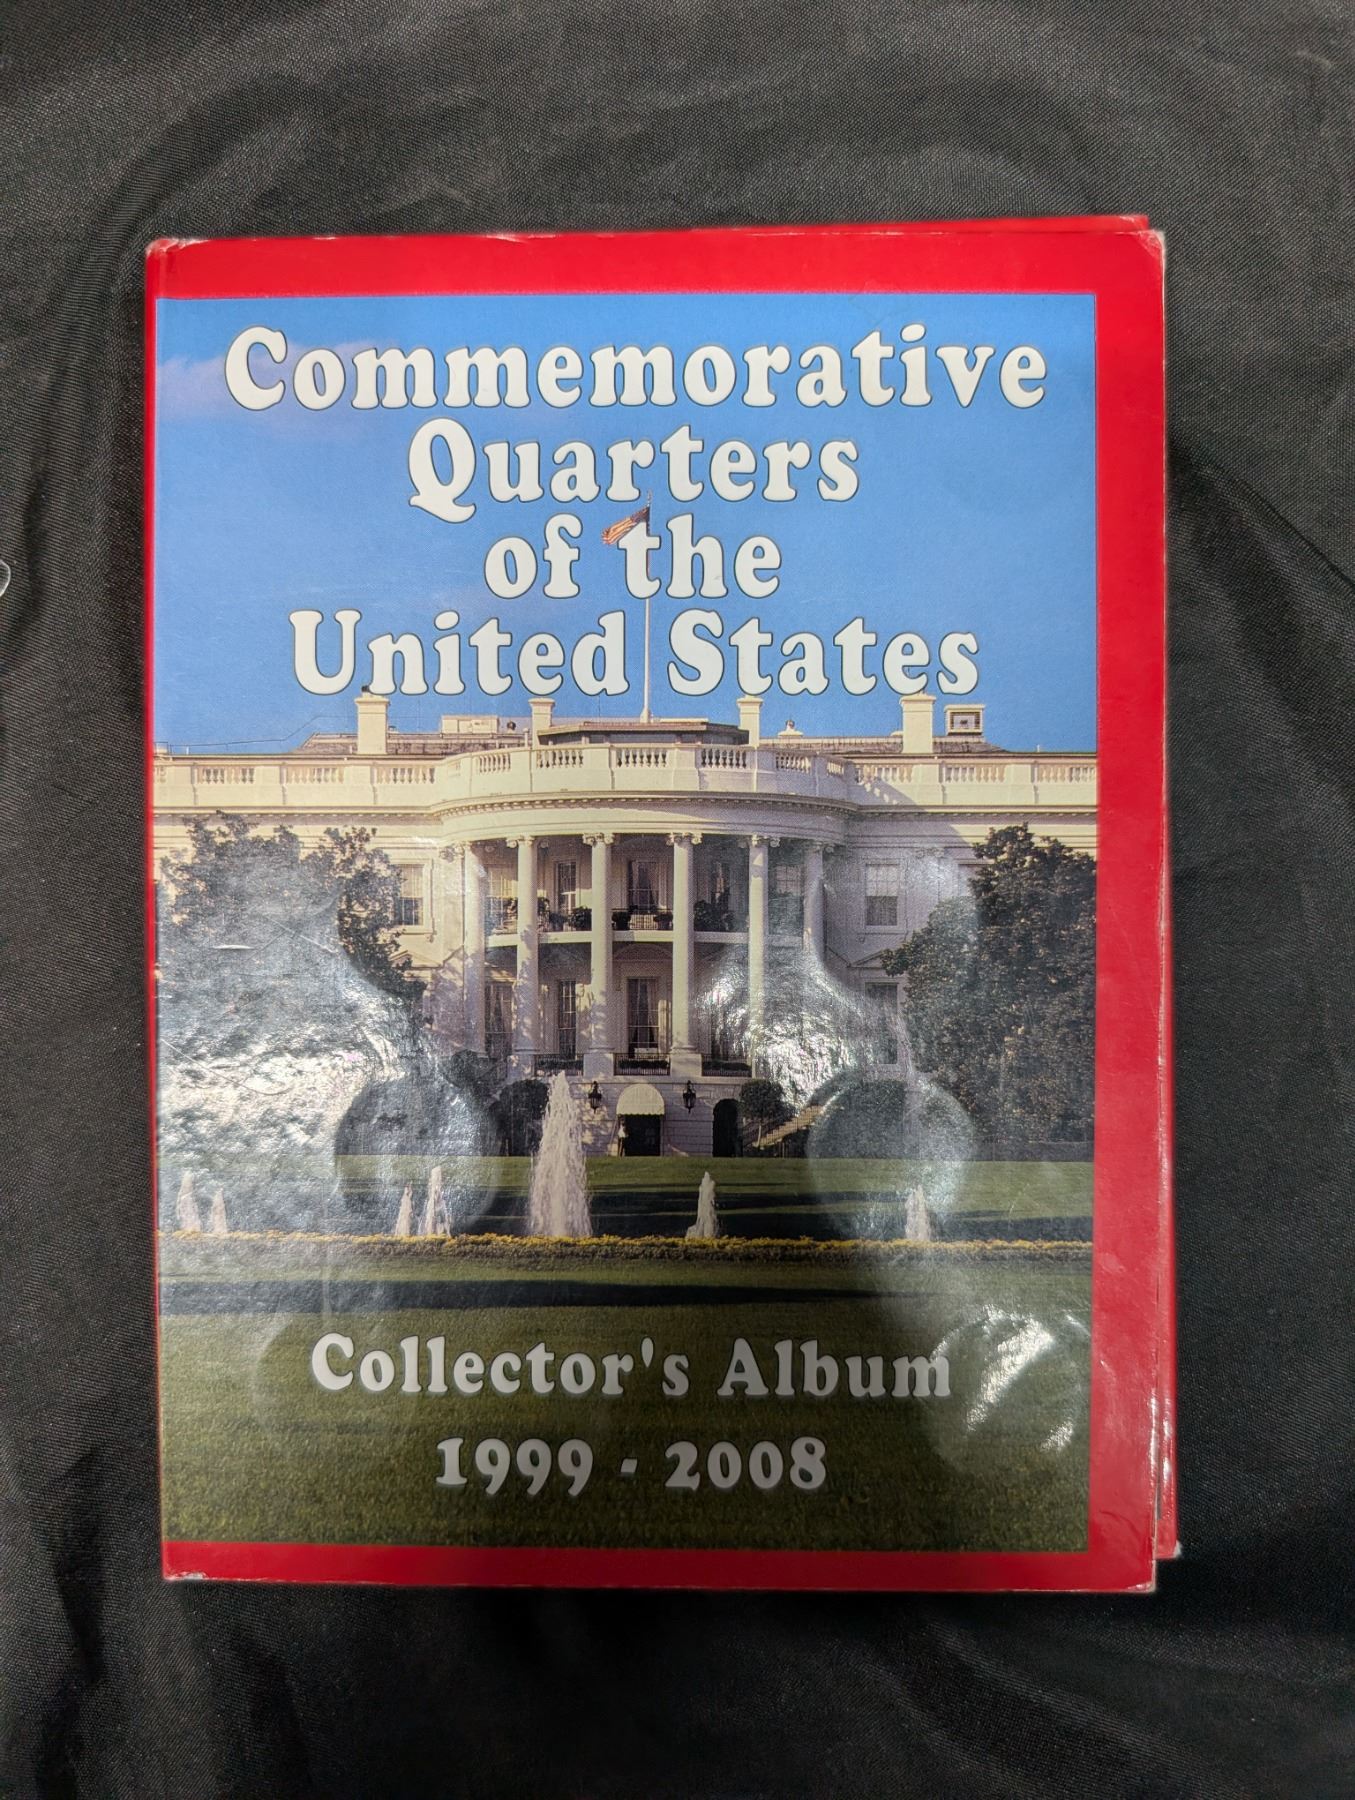 Commemorative
Quarters
of the
United States
Collector's Album
1999 - 2008